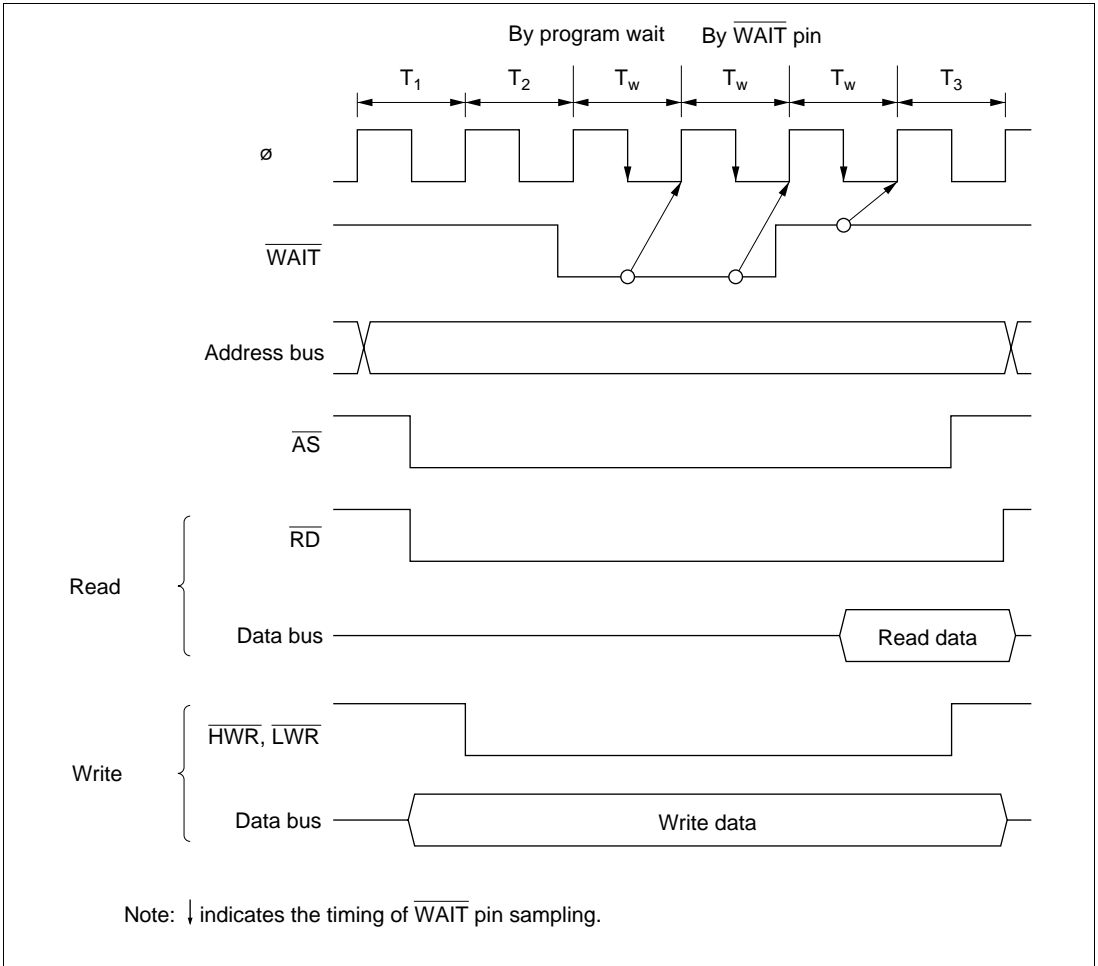 By program wait By WAIT pin
T1 T2 Tw Tw Tw T3
ø
WAIT
Address bus
AS
RD
Read
Data bus Read data
HWR, LWR
Write
Data bus Write data
Note: ↓ indicates the timing of WAIT pin sampling.